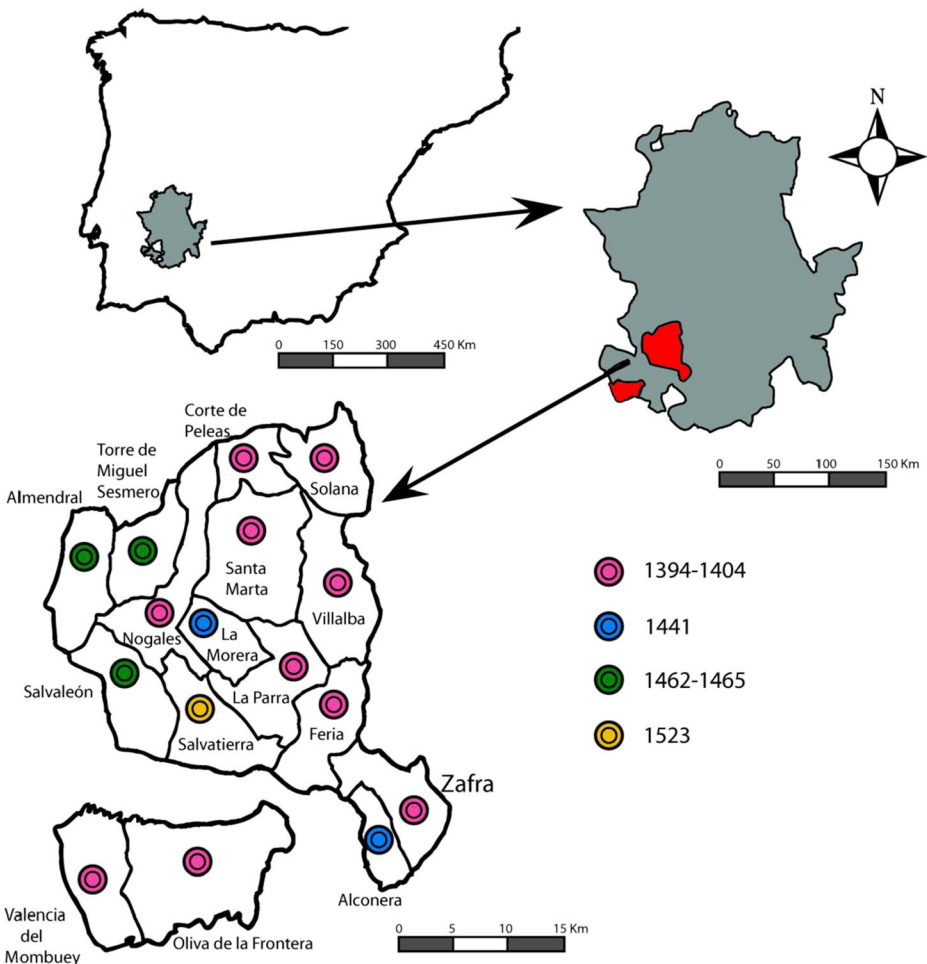 N
0 150 300 450 Km
0 50 100 150 Km
Corte de
Peleas
Torre de
Miguel
Sesmero
Almendral
Solana
Santa
Marta
Villalba
Nogales
La
Morera
Salvaleón
La Parra
Salvatierra
Feria
Zafra
Alconera
Valencia
del
Mombuey
Oliva de la Frontera
0 5 10 15 Km
1394-1404
1441
1462-1465
1523